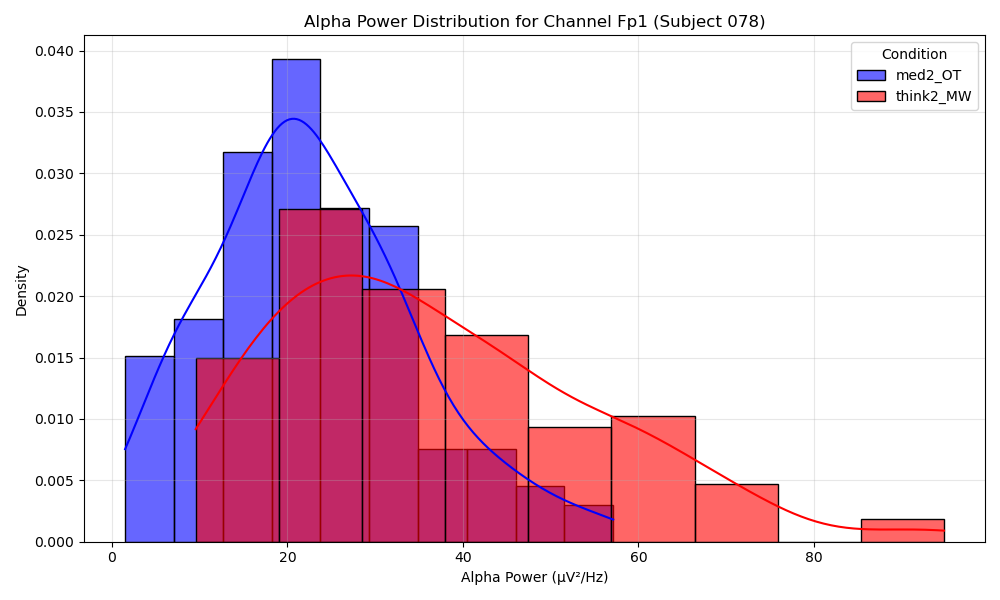 Alpha Power Distribution for Channel Fp1 (Subject 078)
Condition
med2_OT
think2_MW
Density
0.040
0.035
0.030
0.025
0.020
0.015
0.010
0.005
0.000
0 20 40 60 80
Alpha Power (μV²/Hz)